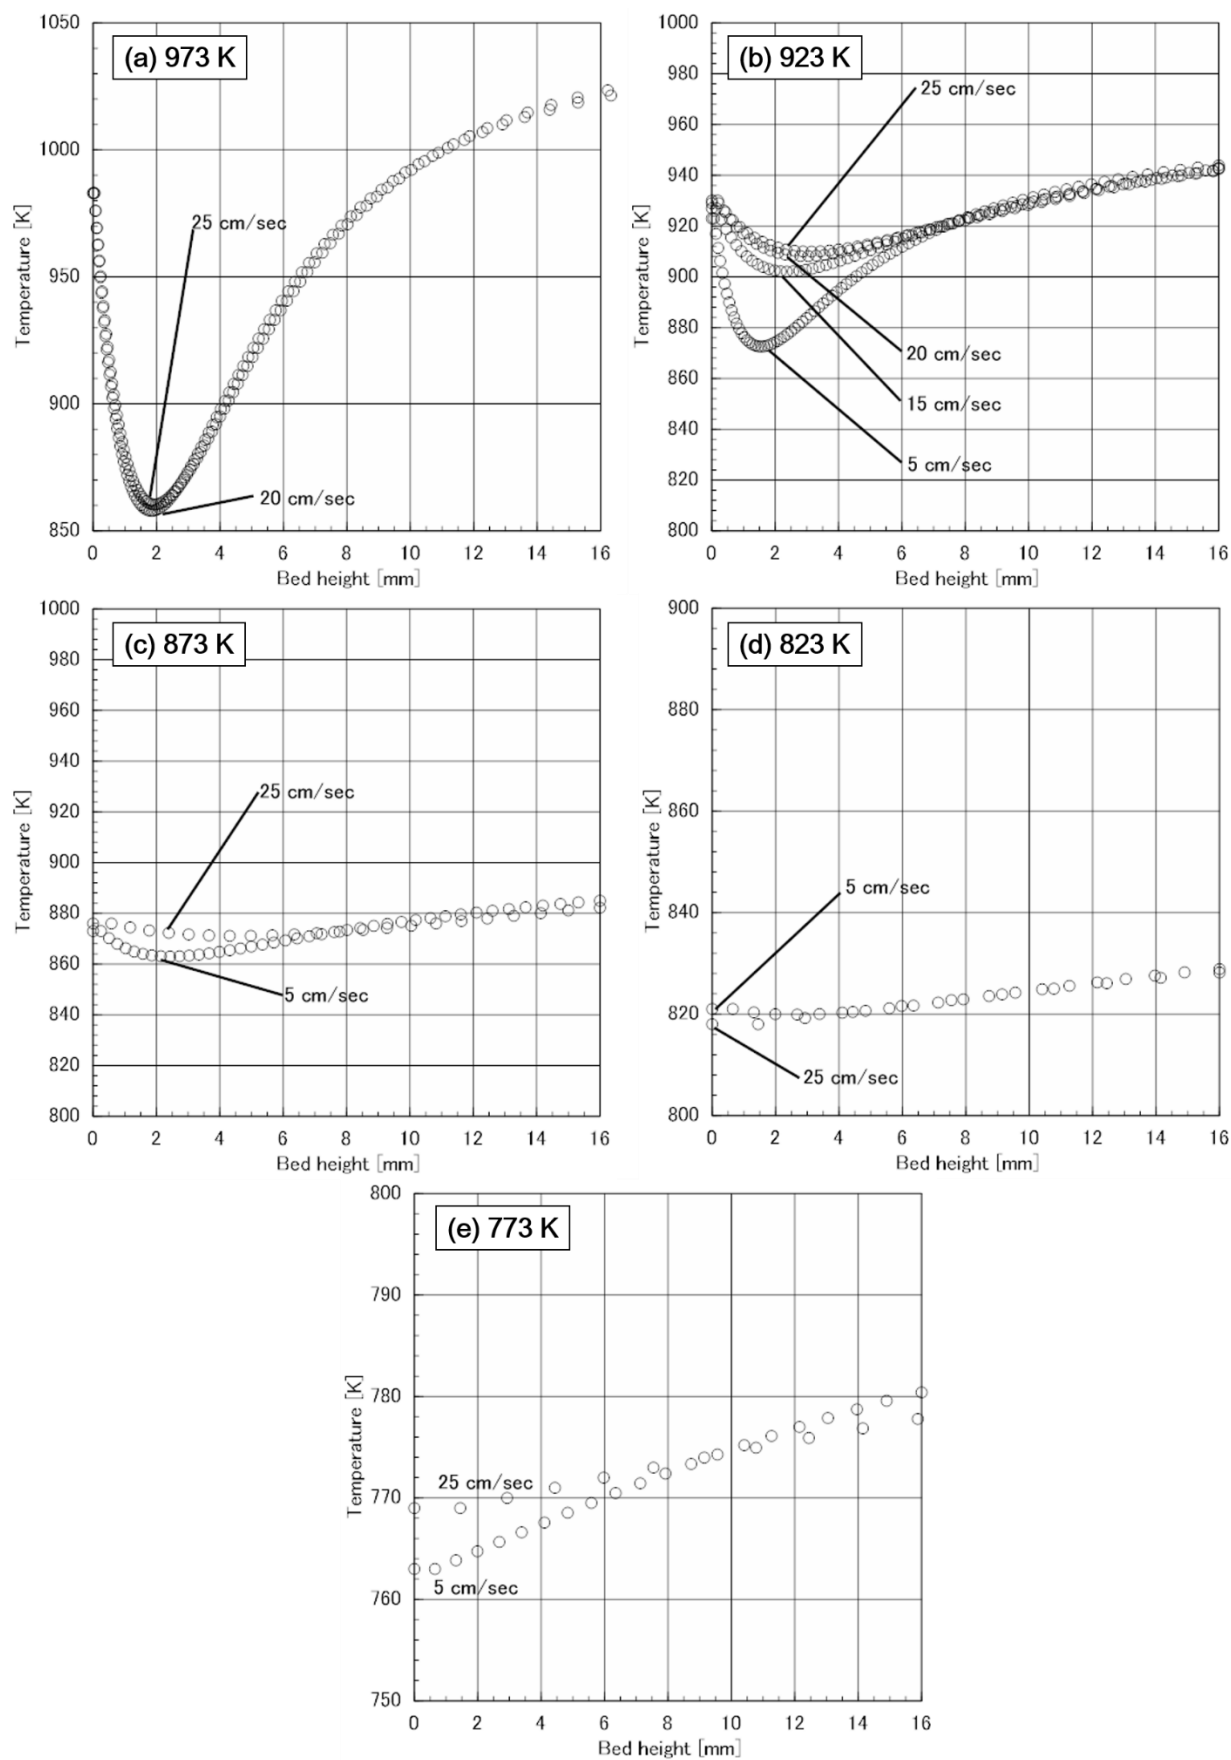 (a) 973 K
1050
1000
950
900
850
Temperature [K]
25 cm/sec
20 cm/sec
0 2 4 6 8 10 12 14 16
Bed height [mm]
(b) 923 K
1000
980
960
940
920
900
880
860
840
820
800
Temperature [K]
25 cm/sec
20 cm/sec
15 cm/sec
5 cm/sec
0 2 4 6 8 10 12 14 16
Bed height [mm]
(c) 873 K
1000
980
960
940
920
900
880
860
840
820
800
Temperature [K]
25 cm/sec
5 cm/sec
0 2 4 6 8 10 12 14 16
Bed height [mm]
(d) 823 K
900
880
860
840
820
800
Temperature [K]
5 cm/sec
25 cm/sec
0 2 4 6 8 10 12 14 16
Bed height [mm]
(e) 773 K
800
790
780
770
760
750
Temperature [K]
25 cm/sec
5 cm/sec
0 2 4 6 8 10 12 14 16
Bed height [mm]